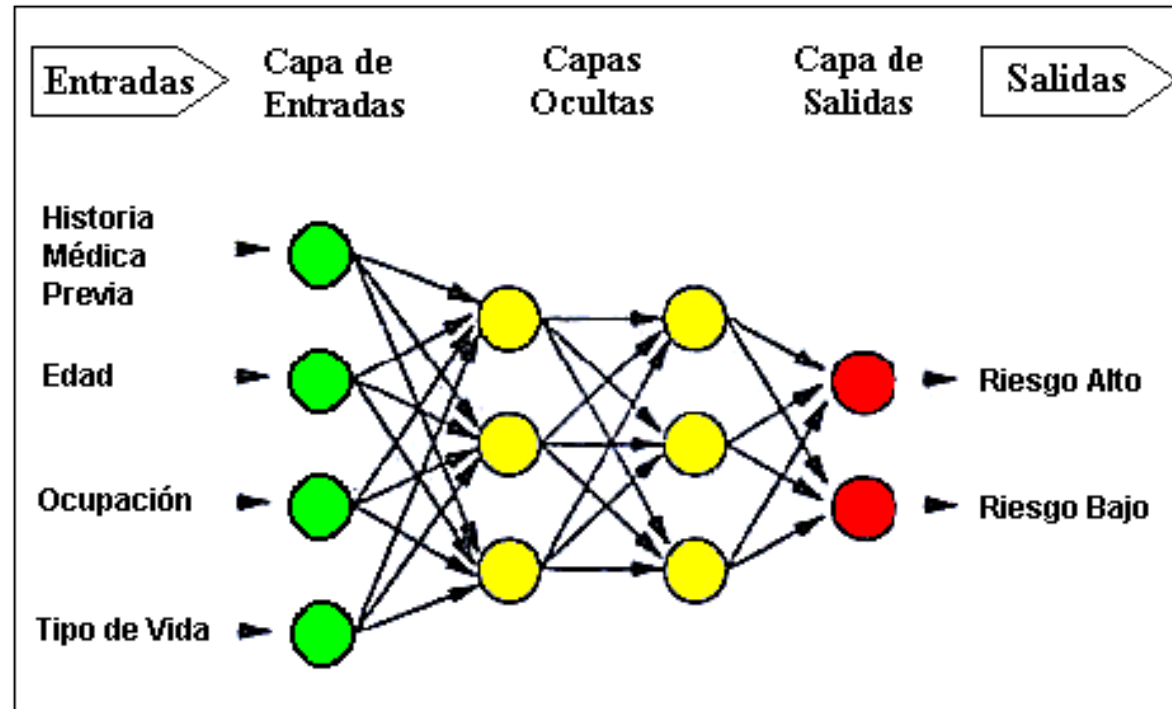 Entradas
Capa de
Entradas
Capas
Ocultas
Capa de
Salidas
Salidas
Historia
Médica
Previa
Edad
Ocupación
Tipo de Vida
Riesgo Alto
Riesgo Bajo